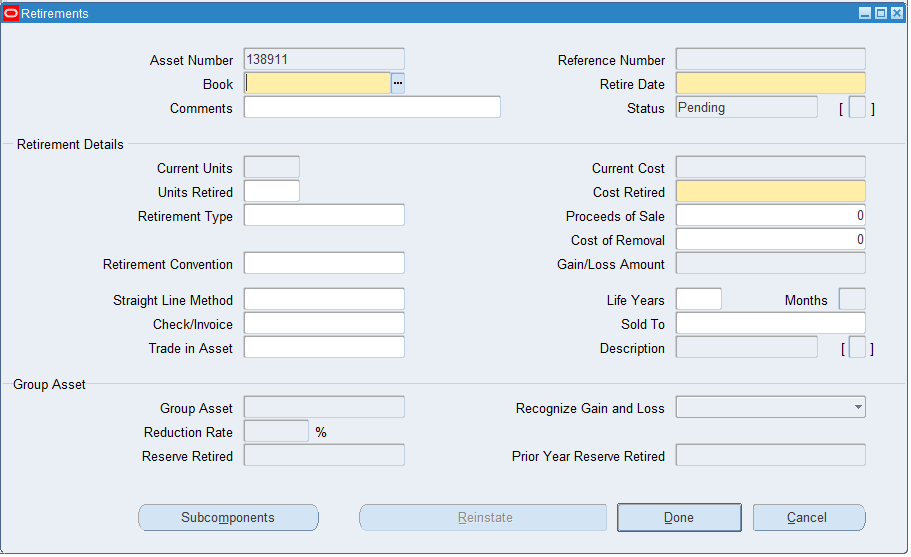 Retirements
Asset Number 138911 Reference Number
Book ... Retire Date
Comments Status Pending [ ]
Retirement Details
Current Units Current Cost
Units Retired Cost Retired
Retirement Type Proceeds of Sale 0
Cost of Removal 0
Retirement Convention Gain/Loss Amount
Straight Line Method Life Years Months
Check/Invoice Sold To
Trade in Asset Description [ ]
Group Asset
Group Asset Recognize Gain and Loss
Reduction Rate %
Reserve Retired Prior Year Reserve Retired
Subcomponents Reinstate Done Cancel